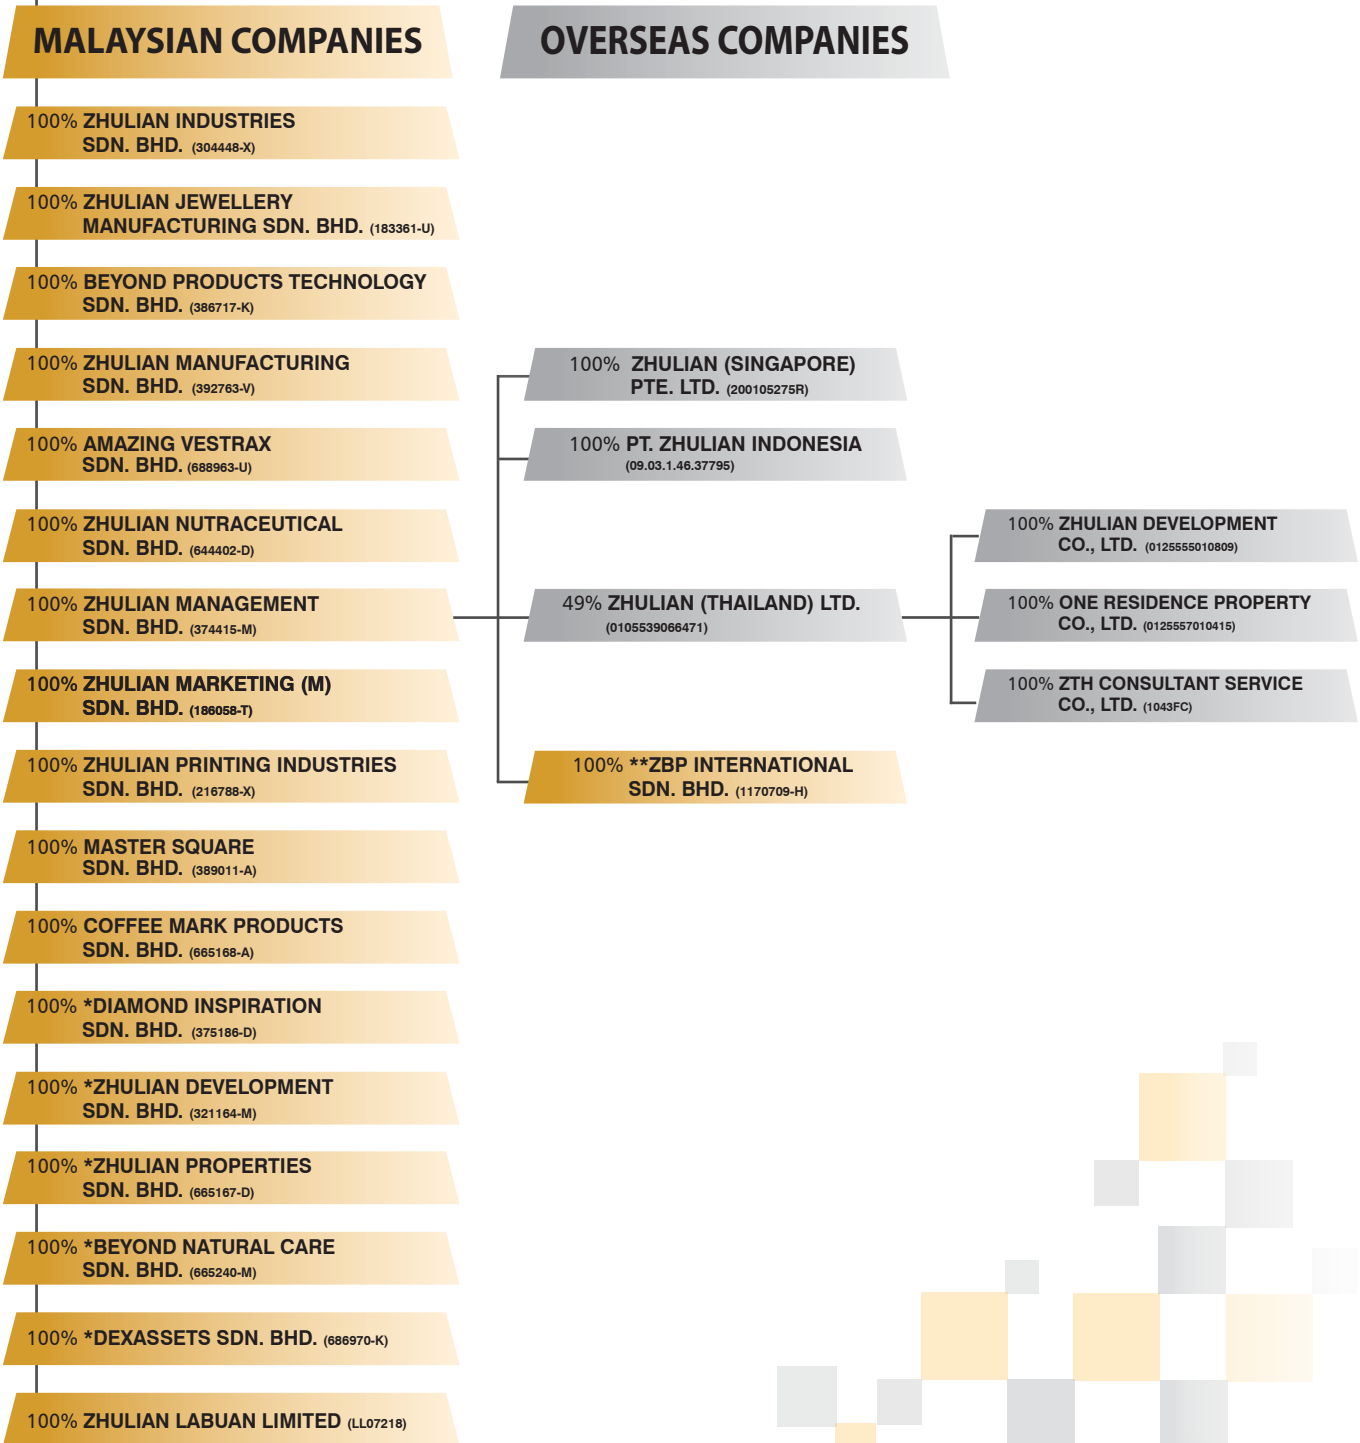 MALAYSIAN COMPANIES
OVERSEAS COMPANIES
100% ZHULIAN INDUSTRIES
SDN. BHD. (304448-X)
100% ZHULIAN JEWELLERY
MANUFACTURING SDN. BHD. (183361-U)
100% BEYOND PRODUCTS TECHNOLOGY
SDN. BHD. (386717-K)
100% ZHULIAN MANUFACTURING
SDN. BHD. (392763-V)
100% AMAZING VESTRAX
SDN. BHD. (688963-U)
100% ZHULIAN NUTRACEUTICAL
SDN. BHD. (644402-D)
100% ZHULIAN MANAGEMENT
SDN. BHD. (374415-M)
100% ZHULIAN MARKETING (M)
SDN. BHD. (186058-T)
100% ZHULIAN PRINTING INDUSTRIES
SDN. BHD. (216788-X)
100% MASTER SQUARE
SDN. BHD. (389011-A)
100% COFFEE MARK PRODUCTS
SDN. BHD. (665168-A)
100% *DIAMOND INSPIRATION
SDN. BHD. (375186-D)
100% *ZHULIAN DEVELOPMENT
SDN. BHD. (321164-M)
100% *ZHULIAN PROPERTIES
SDN. BHD. (665167-D)
100% *BEYOND NATURAL CARE
SDN. BHD. (665240-M)
100% *DEXASSETS SDN. BHD. (686970-K)
100% ZHULIAN LABUAN LIMITED (LL07218)
100% ZHULIAN (SINGAPORE)
PTE. LTD. (200105275R)
100% PT. ZHULIAN INDONESIA
(09.03.1.46.37795)
49% ZHULIAN (THAILAND) LTD.
(0105539066471)
100% **ZBP INTERNATIONAL
SDN. BHD. (1170709-H)
100% ZHULIAN DEVELOPMENT
CO., LTD. (0125555010809)
100% ONE RESIDENCE PROPERTY
CO., LTD. (0125557010415)
100% ZTH CONSULTANT SERVICE
CO., LTD. (1043FC)